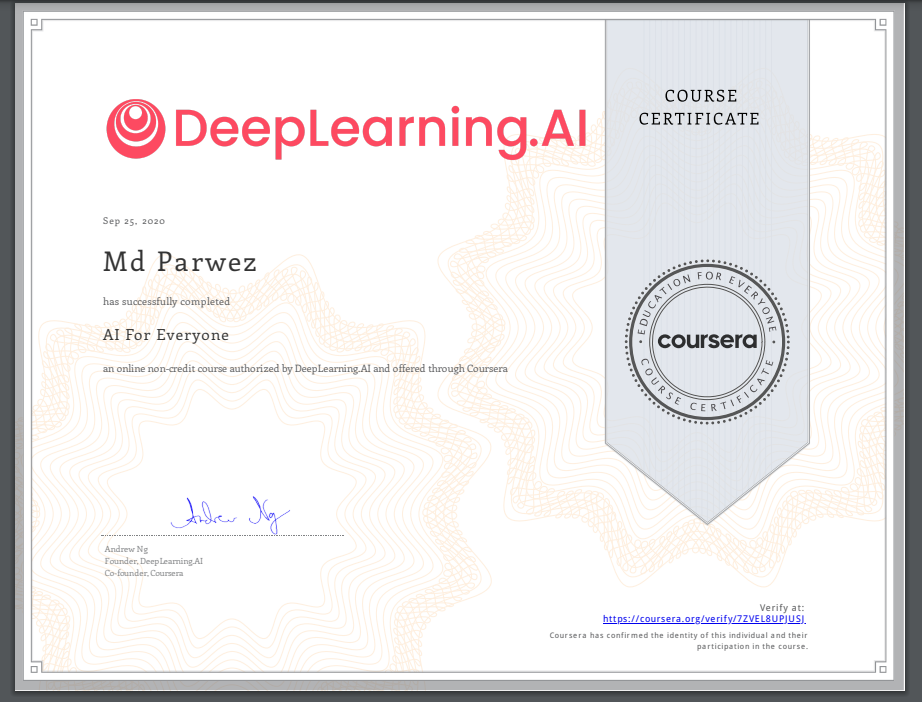 DeepLearning.AI
COURSE
CERTIFICATE
Sep 25, 2020
Md Parwez
has successfully completed
AI For Everyone
an online non-credit course authorized by DeepLearning.AI and offered through Coursera
EDUCATION FOR EVERYONE
coursera
COURSE CERTIFICATE
Andrew Ng
Andrew Ng
Founder, DeepLearning.AI
Co-founder, Coursera
Verify at:
https://coursera.org/verify/7ZVEL8UPJUSJ
Coursera has confirmed the identity of this individual and their
participation in the course.